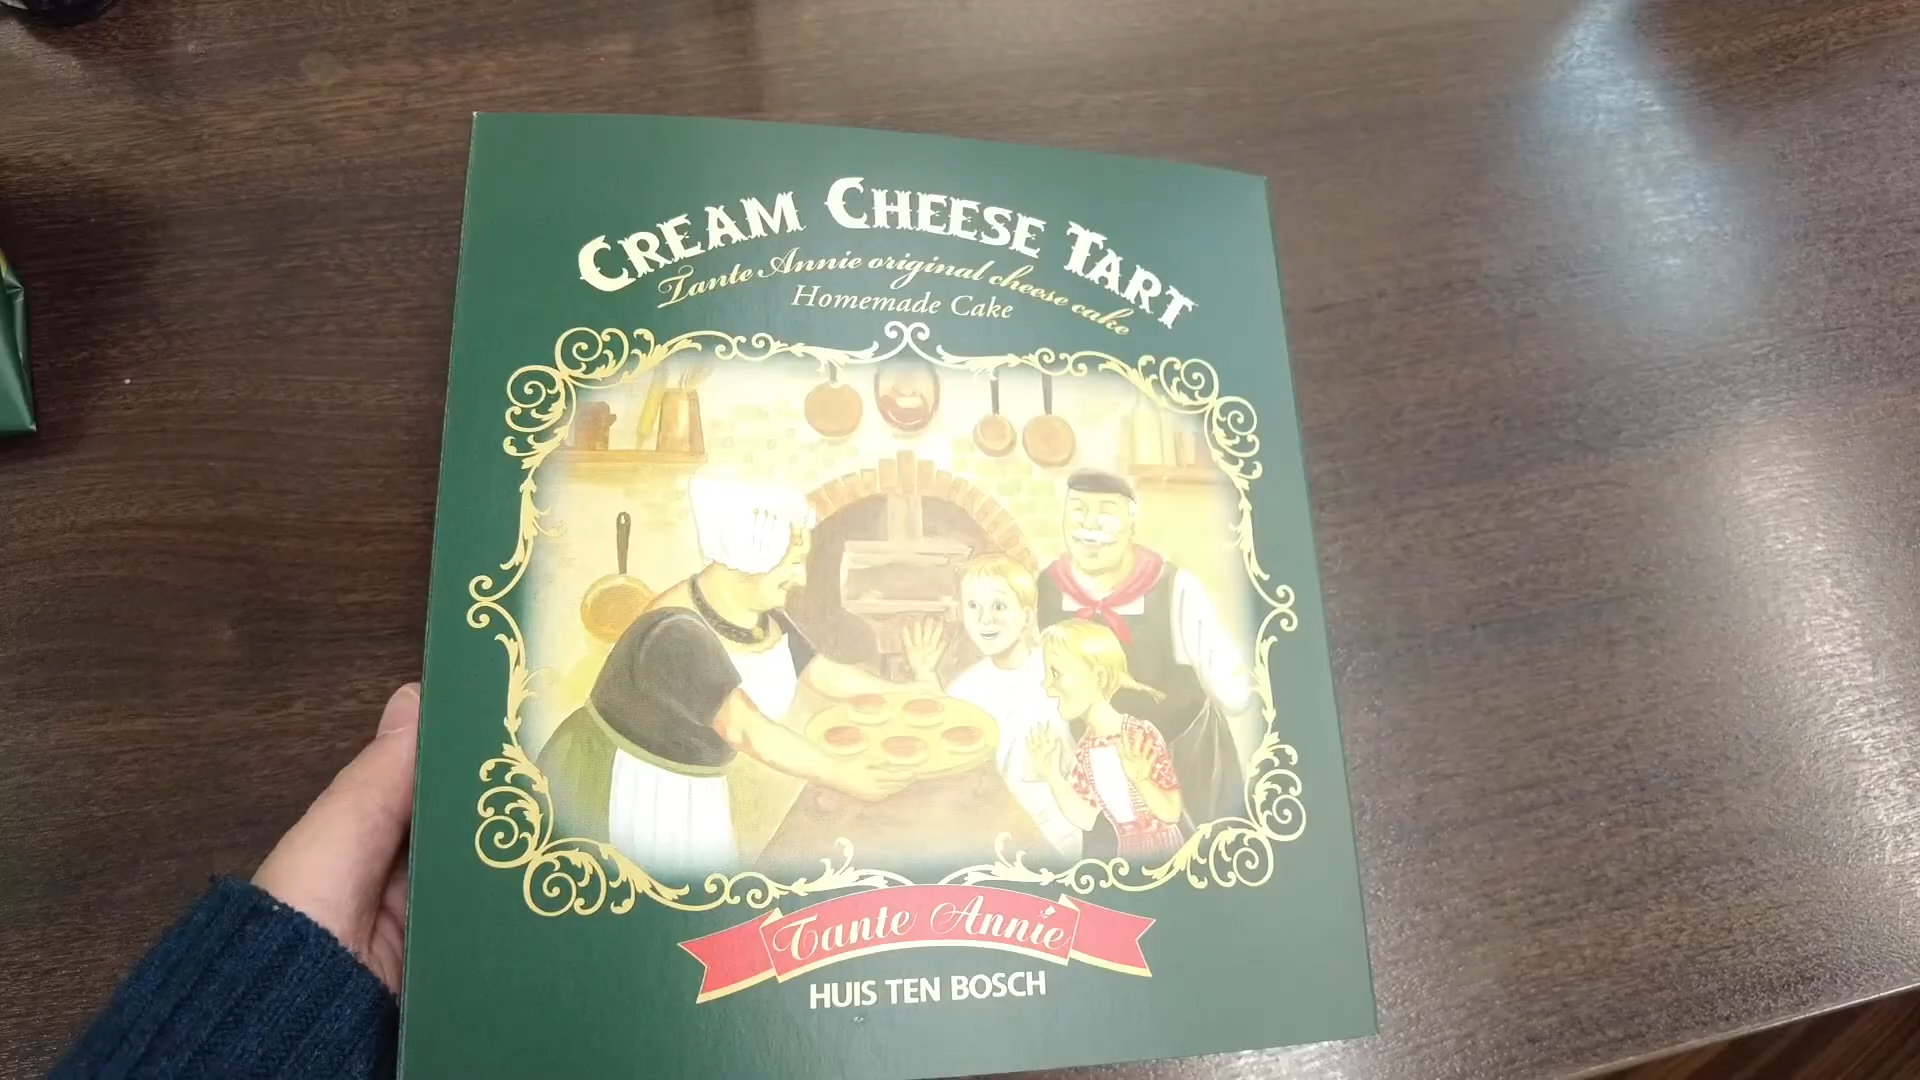 CREAM CHEESE TART
Tante Annie original cheese cake
Homemade Cake
Tante Annie
HUIS TEN BOSCH